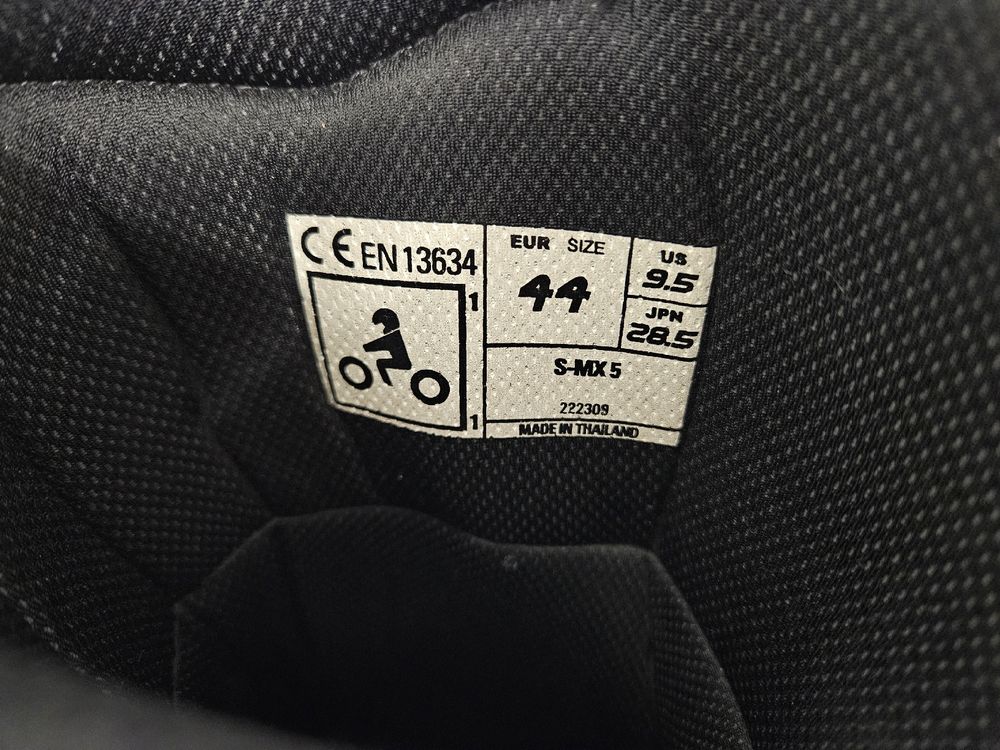 CE EN 13634
1
1
EUR SIZE
44
US
9.5
JPN
28.5
S-MX 5
222309
MADE IN THAILAND